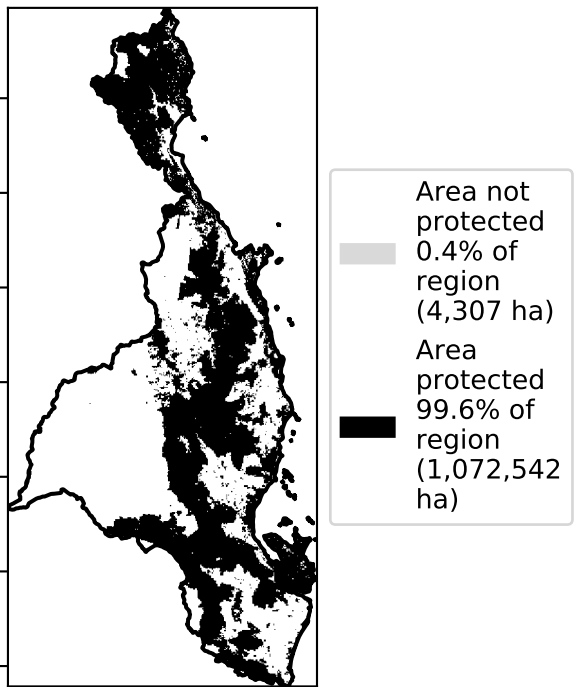 Area not
protected
0.4% of
region
(4,307 ha)
Area
protected
99.6% of
region
(1,072,542
ha)